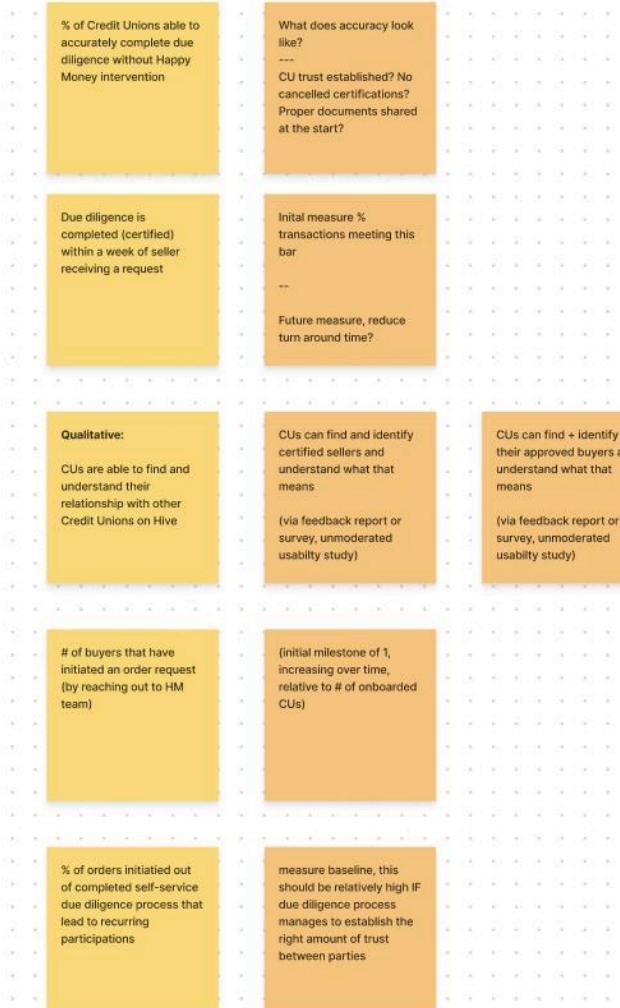 % of Credit Unions able to
accurately complete due
diligence without Happy
Money intervention
What does accuracy look
like?
---
CU trust established? No
cancelled certifications?
Proper documents shared
at the start?
Due diligence is
completed (certified)
within a week of seller
receiving a request
Inital measure %
transactions meeting this
bar
--
Future measure, reduce
turn around time?
Qualitative:
CUs are able to find and
understand their
relationship with other
Credit Unions on Hive
CUs can find and identify
certified sellers and
understand what that
means
(via feedback report or
survey, unmoderated
usabilty study)
CUs can find + identify
their approved buyers
understand what that
means
(via feedback report or
survey, unmoderated
usabilty study)
# of buyers that have
initiated an order request
(by reaching out to HM
team)
(initial milestone of 1,
increasing over time,
relative to # of onboarded
CUs)
% of orders initiatied out
of completed self-service
due diligence process that
lead to recurring
participations
measure baseline, this
should be relatively high IF
due diligence process
manages to establish the
right amount of trust
between parties